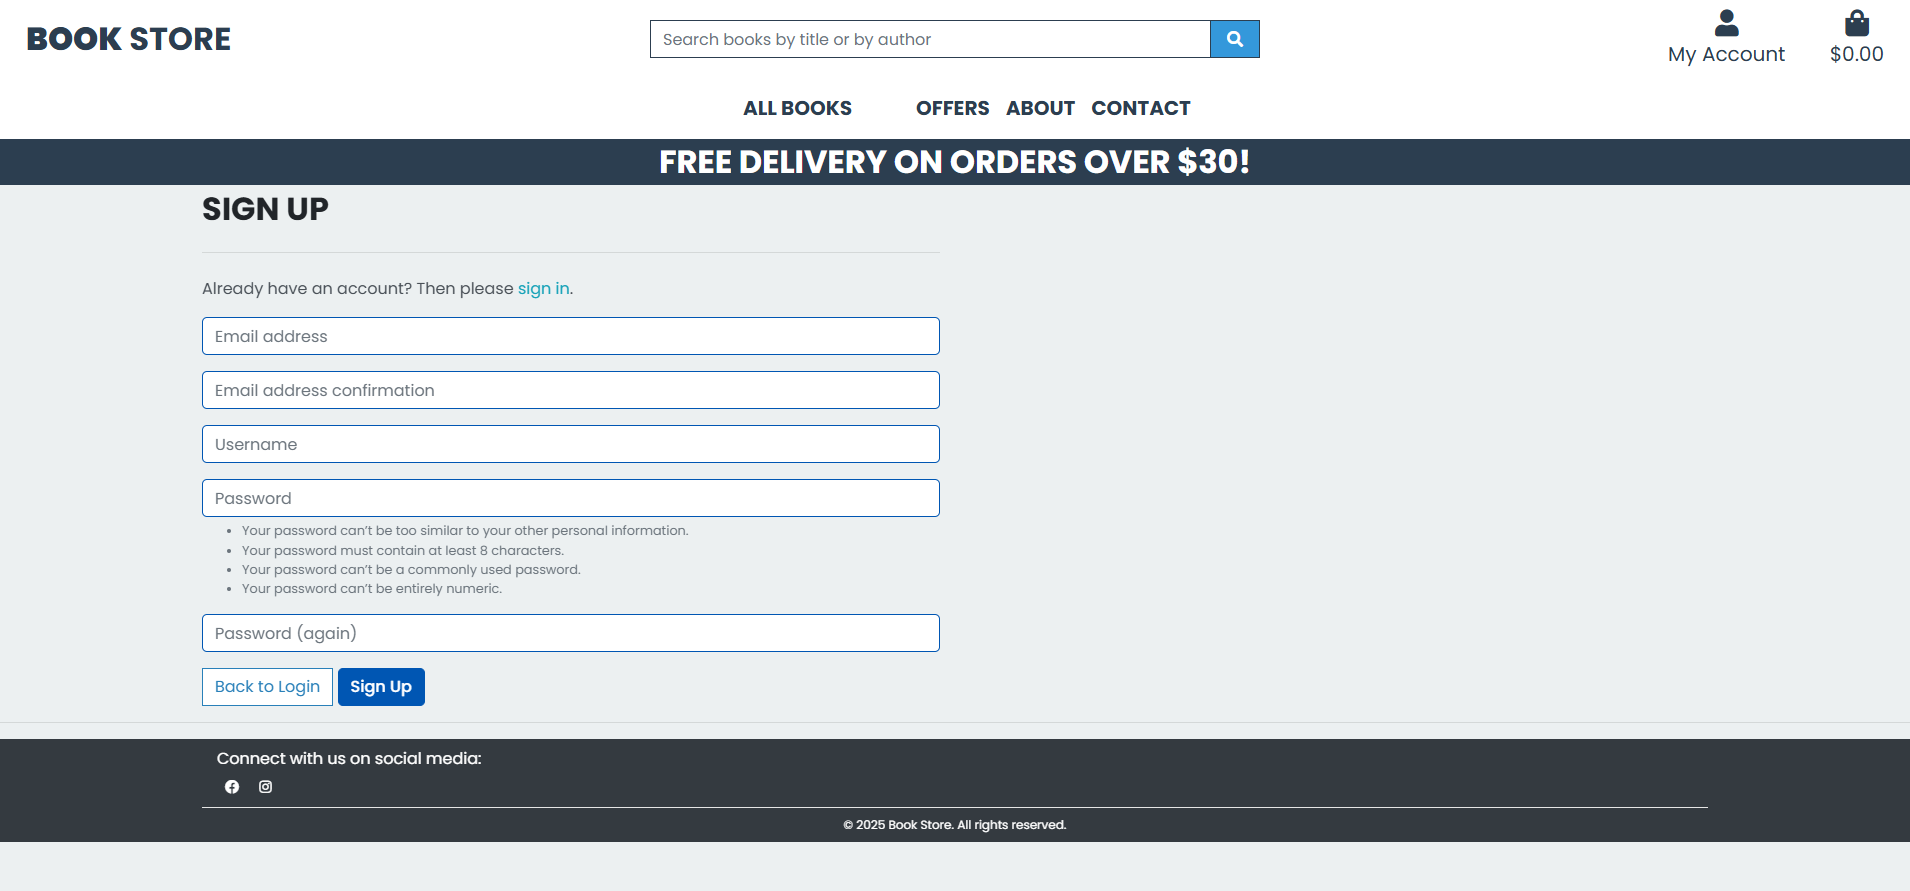 BOOK STORE
Search books by title or by author
My Account
$0.00
ALL BOOKS OFFERS ABOUT CONTACT
FREE DELIVERY ON ORDERS OVER $30!
SIGN UP
Already have an account? Then please sign in.
Email address
Email address confirmation
Username
Password
• Your password can’t be too similar to your other personal information.
• Your password must contain at least 8 characters.
• Your password can’t be a commonly used password.
• Your password can’t be entirely numeric.
Password (again)
Back to Login Sign Up
Connect with us on social media:
© 2025 Book Store. All rights reserved.